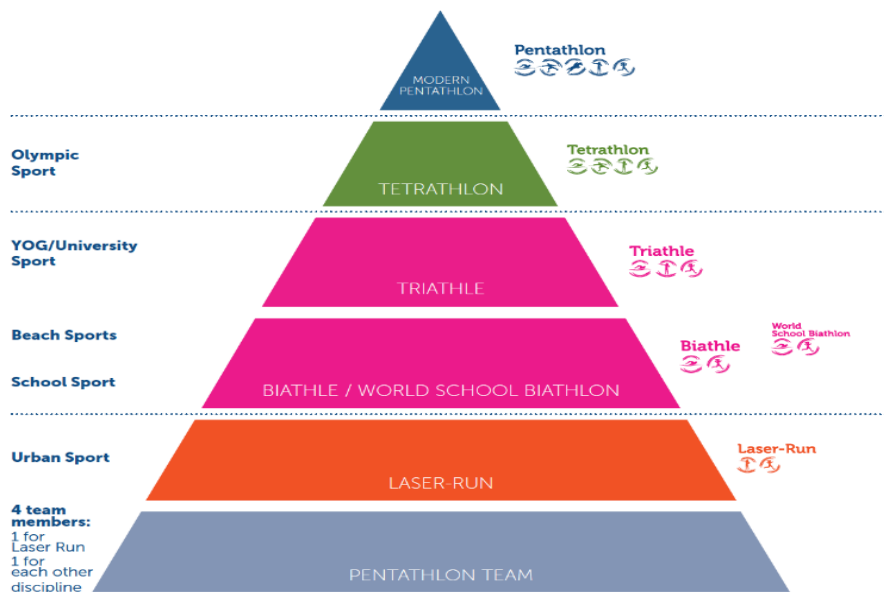 Pentathlon
MODERN
PENTATHLON
Olympic
Sport
Tetrathlon
TETRATHLON
YOG/University
Sport
Triathle
TRIATHLE
Beach Sports
World
School Biathlon
Biathle
School Sport
BIATHLE / WORLD SCHOOL BIATHLON
Laser-Run
Urban Sport
LASER-RUN
4 team
members:
1 for
Laser Run
1 for
each other
discipline
PENTATHLON TEAM